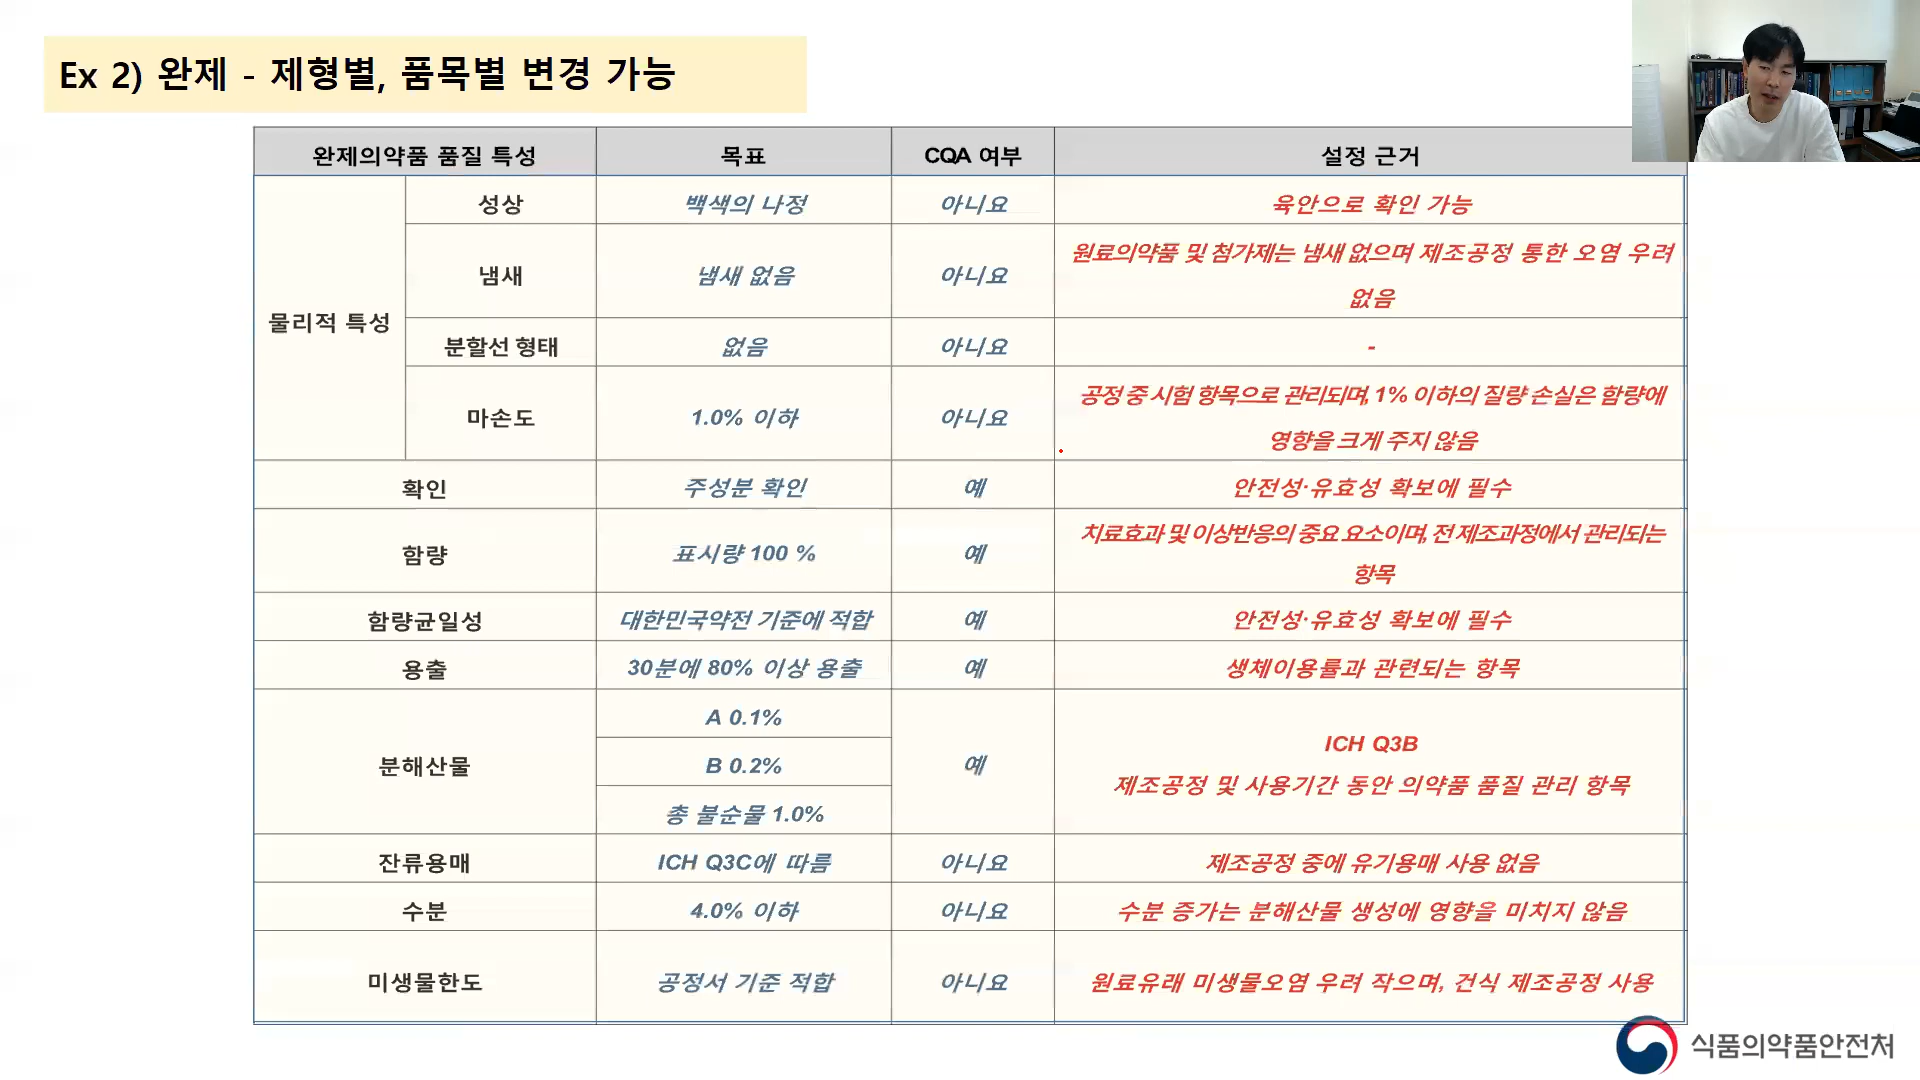 Ex 2) 완제 - 제형별, 품목별 변경 가능
완제의약품 품질 특성 목표 CQA 여부 설정 근거
물리적 특성
성상 백색의 나정 아니요 육안으로 확인 가능
냄새 냄새 없음 아니요 원료의약품 및 첨가제는 냄새 없으며 제조공정 통한 오염 우려
없음
분할선 형태 없음 아니요 -
마손도 1.0% 이하 아니요 공정 중 시험 항목으로 관리되며, 1% 이하의 질량 손실은 함량에
영향을 크게 주지 않음
확인 주성분 확인 예 안전성·유효성 확보에 필수
함량 표시량 100 % 예 치료효과 및 이상반응의 중요 요소이며, 전 제조과정에서 관리되는
항목
함량균일성 대한민국약전 기준에 적합 예 안전성·유효성 확보에 필수
용출 30분에 80% 이상 용출 예 생체이용률과 관련되는 항목
분해산물
A 0.1%
B 0.2%
총 불순물 1.0%
예
ICH Q3B
제조공정 및 사용기간 동안 의약품 품질 관리 항목
잔류용매 ICH Q3C에 따름 아니요 제조공정 중에 유기용매 사용 없음
수분 4.0% 이하 아니요 수분 증가는 분해산물 생성에 영향을 미치지 않음
미생물한도 공정서 기준 적합 아니요 원료유래 미생물오염 우려 작으며, 건식 제조공정 사용
식품의약품안전처